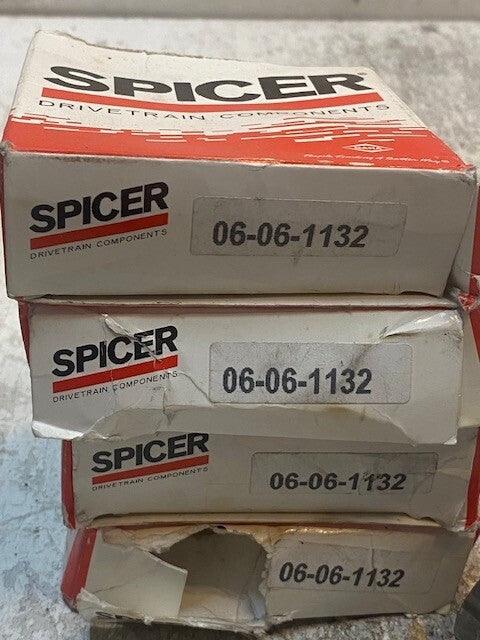 SPICER®
DRIVETRAIN COMPONENTS
SPICER
DRIVETRAIN COMPONENTS
06-06-1132
SPICER
DRIVETRAIN COMPONENTS
06-06-1132
SPICER
DRIVETRAIN COMPONENTS
06-06-1132
06-06-1132